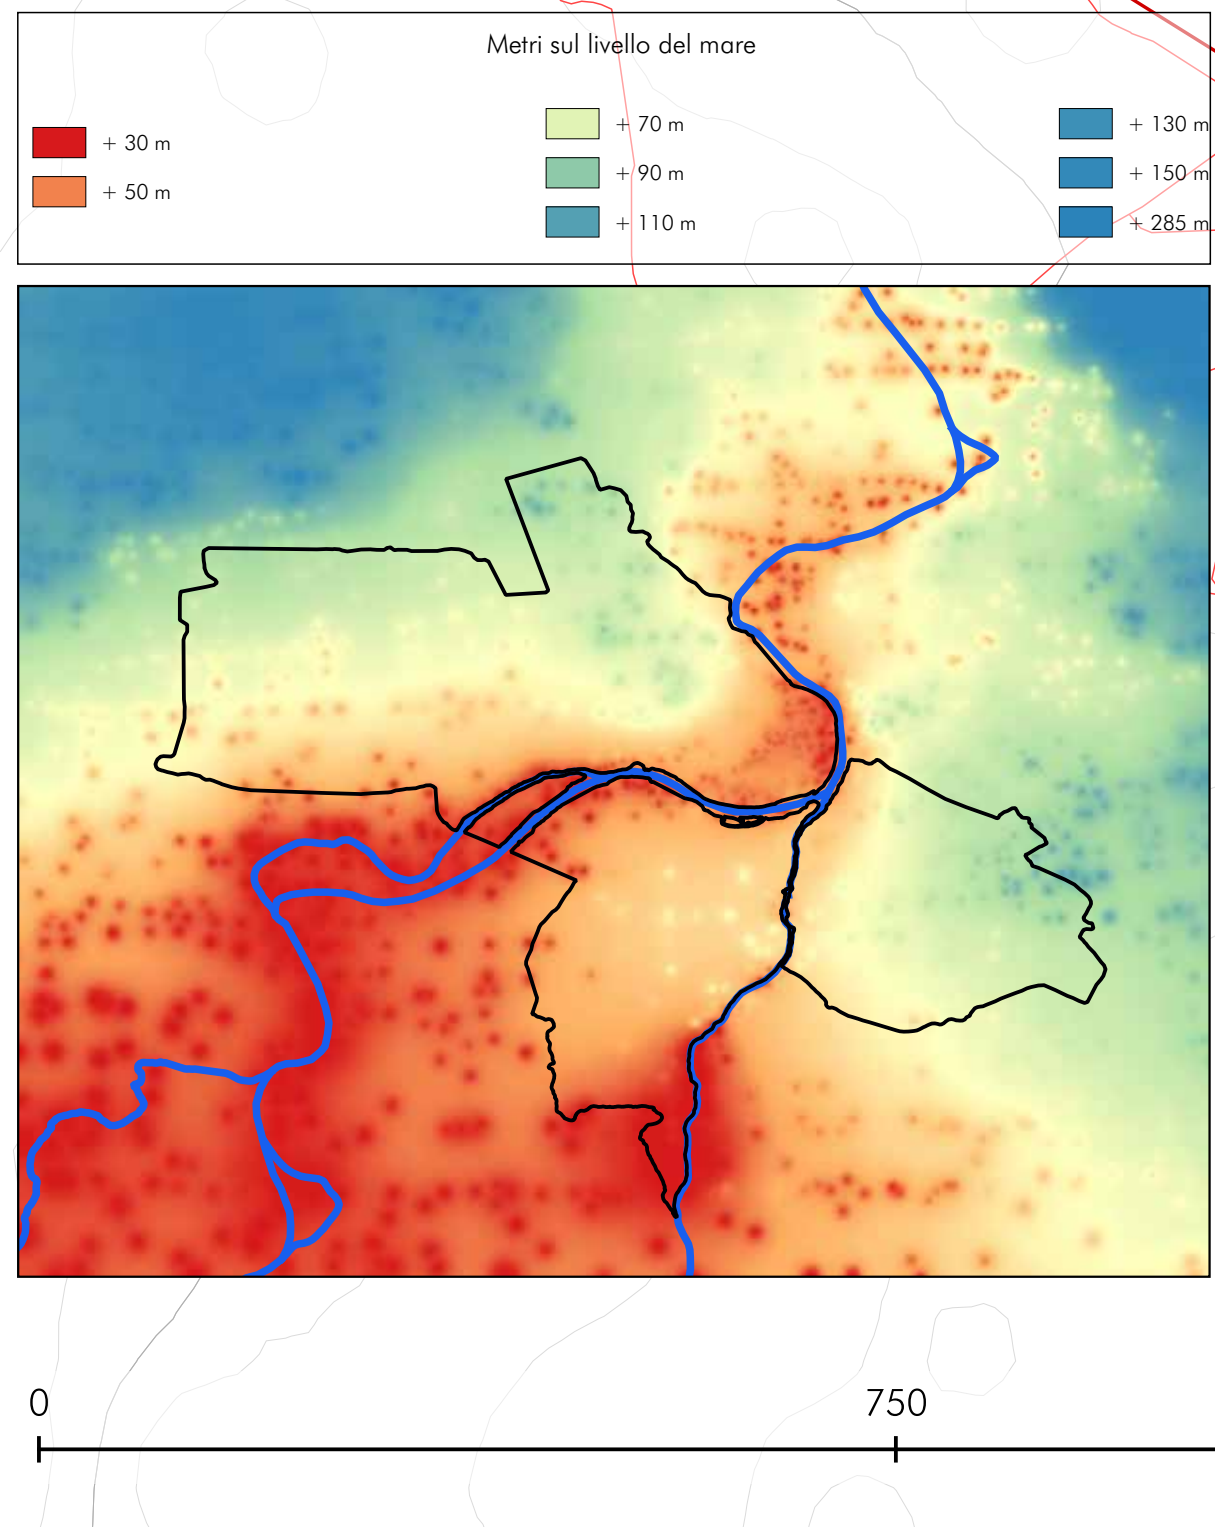 Metri sul livello del mare
+ 30 m
+ 50 m
+ 70 m
+ 90 m
+ 110 m
+ 130 m
+ 150 m
+ 285 m
0
750